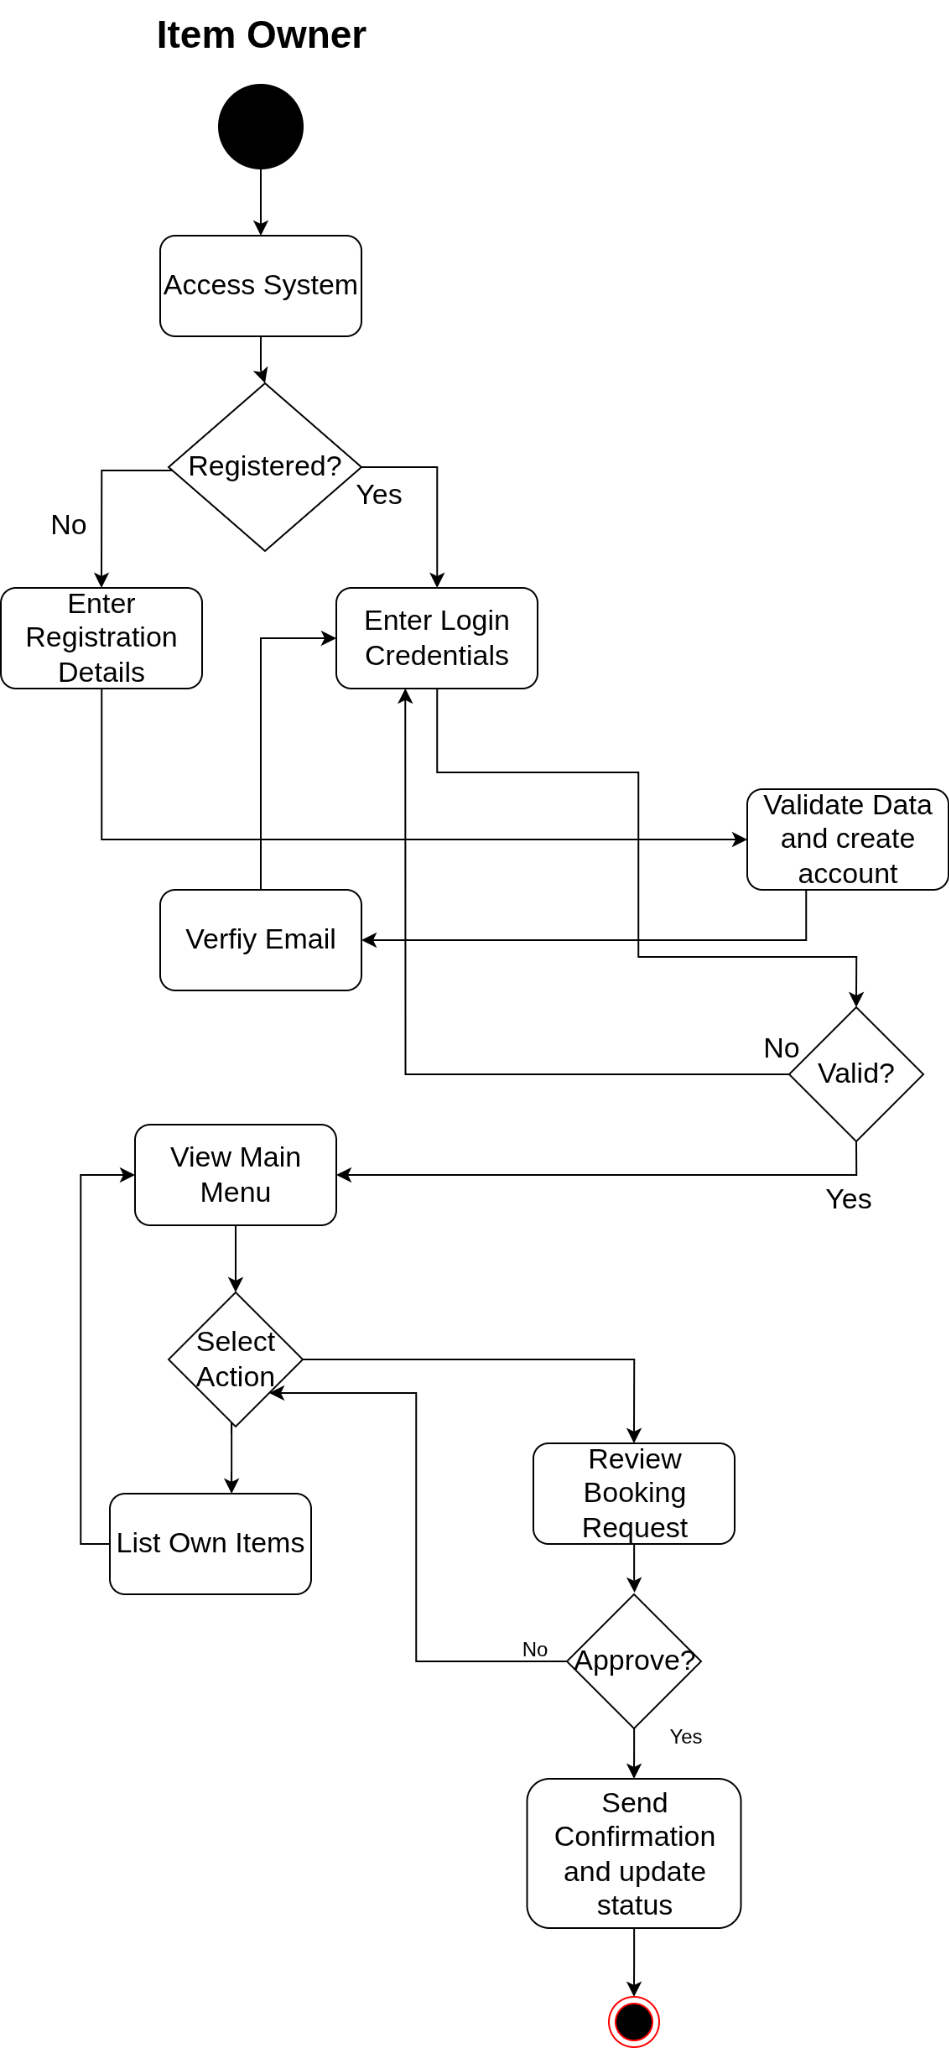 Item Owner
Access System
Registered?
Yes
No
Enter
Registration
Details
Enter Login
Credentials
Validate Data
and create
account
Verfiy Email
No
Valid?
View Main
Menu
Yes
Select
Action
Review
Booking
Request
List Own Items
No
Approve?
Yes
Send
Confirmation
and update
status